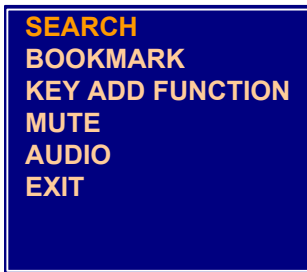 SEARCH
BOOKMARK
KEY ADD FUNCTION
MUTE
AUDIO
EXIT